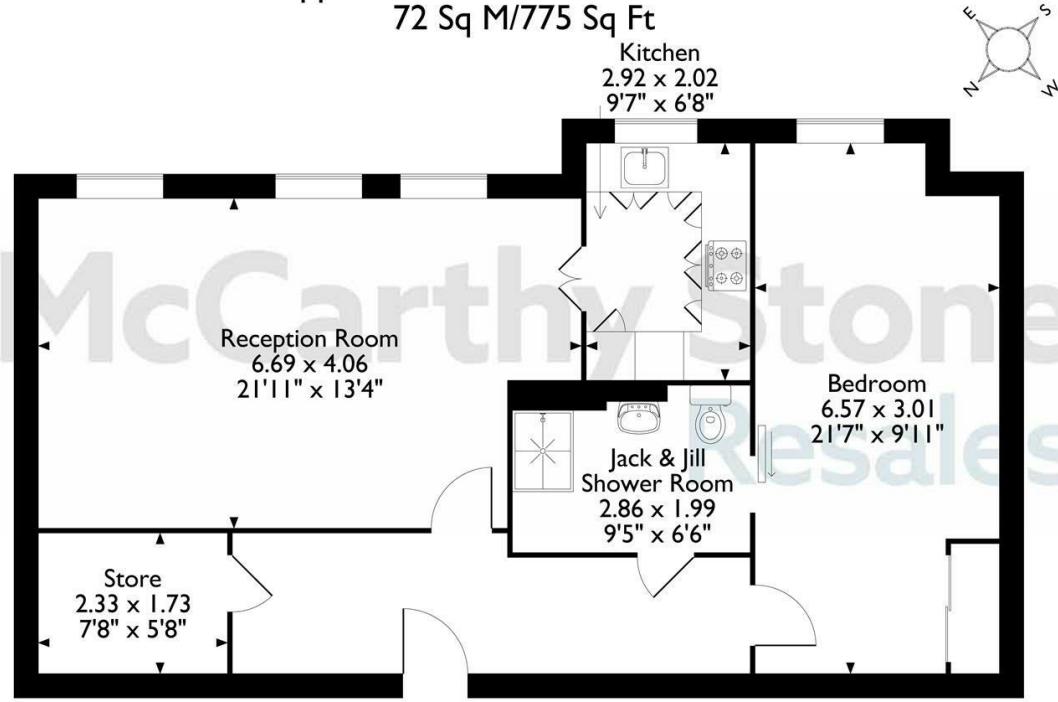 72 Sq M/775 Sq Ft
Kitchen
2.92 x 2.02
9'7" x 6'8"
E
S
N
W
McCarthy Stone
Resales
Reception Room
6.69 x 4.06
21'11" x 13'4"
Bedroom
6.57 x 3.01
21'7" x 9'11"
Jack & Jill
Shower Room
2.86 x 1.99
9'5" x 6'6"
Store
2.33 x 1.73
7'8" x 5'8"